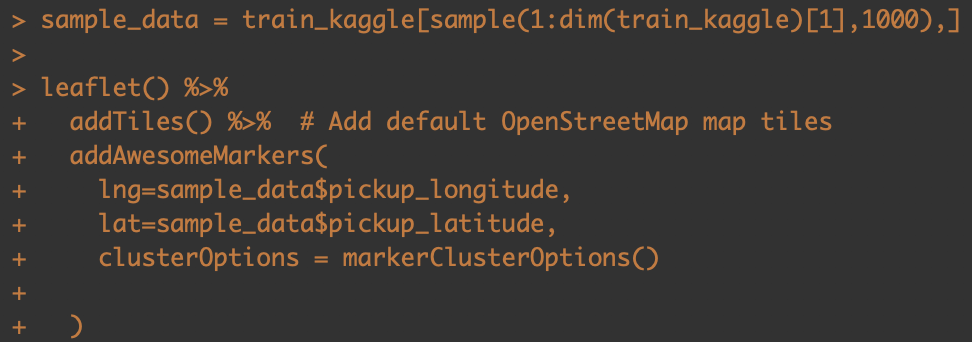 > sample_data = train_kaggle[sample(1:dim(train_kaggle)[1],1000),]
>
> leaflet() %>%
+   addTiles() %>%  # Add default OpenStreetMap map tiles
+   addAwesomeMarkers(
+     lng=sample_data$pickup_longitude,
+     lat=sample_data$pickup_latitude,
+     clusterOptions = markerClusterOptions()
+
+   )